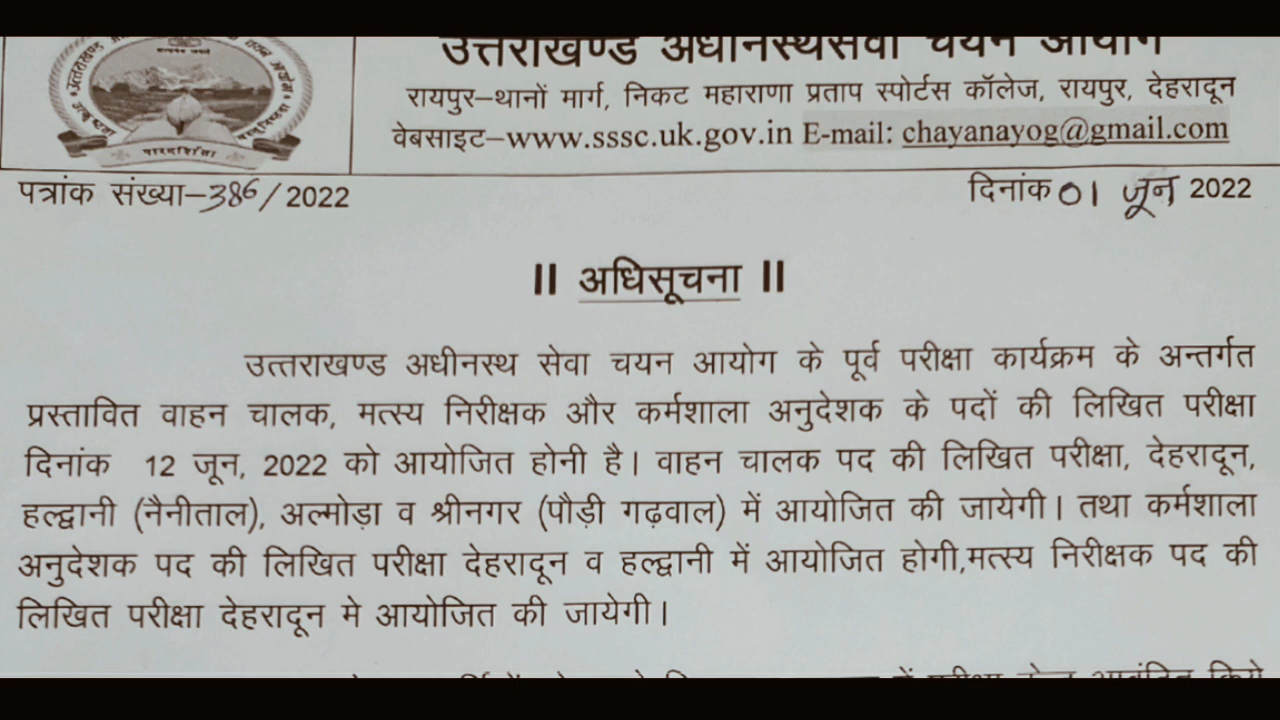 उत्तराखण्ड अधीनस्थसेवा चयन आयोग
रायपुर–थानों मार्ग, निकट महाराणा प्रताप स्पोर्टस कॉलेज, रायपुर, देहरादून
वेबसाइट–www.sssc.uk.gov.in E-mail: chayanayog@gmail.com
पारदर्शिता
पत्रांक संख्या–386/2022
दिनांक 01 जून 2022
॥ अधिसूचना ॥
उत्तराखण्ड अधीनस्थ सेवा चयन आयोग के पूर्व परीक्षा कार्यक्रम के अन्तर्गत
प्रस्तावित वाहन चालक, मत्स्य निरीक्षक और कर्मशाला अनुदेशक के पदों की लिखित परीक्षा
दिनांक 12 जून, 2022 को आयोजित होनी है। वाहन चालक पद की लिखित परीक्षा, देहरादून,
हल्द्वानी (नैनीताल), अल्मोड़ा व श्रीनगर (पौड़ी गढ़वाल) में आयोजित की जायेगी। तथा कर्मशाला
अनुदेशक पद की लिखित परीक्षा देहरादून व हल्द्वानी में आयोजित होगी,मत्स्य निरीक्षक पद की
लिखित परीक्षा देहरादून मे आयोजित की जायेगी।